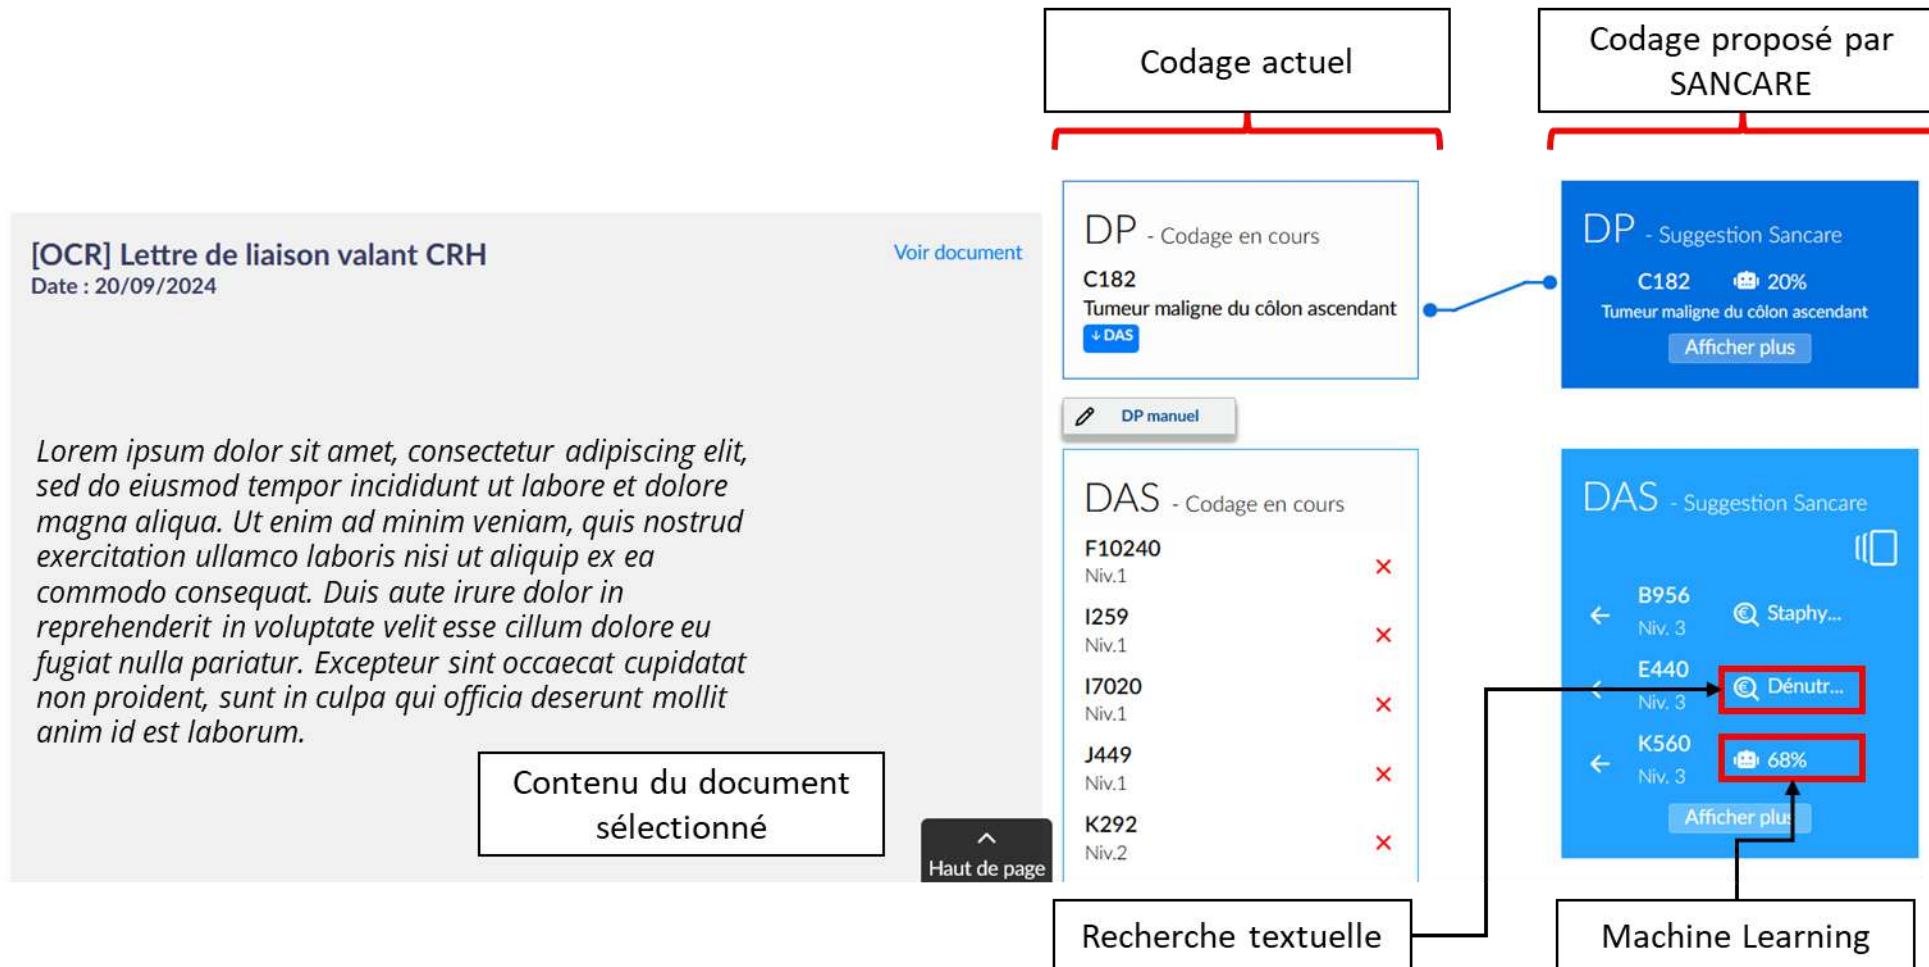 Codage actuel
Codage proposé par
SANCARE
[OCR] Lettre de liaison valant CRH
Voir document
Date : 20/09/2024
Lorem ipsum dolor sit amet, consectetur adipiscing elit,
sed do eiusmod tempor incididunt ut labore et dolore
magna aliqua. Ut enim ad minim veniam, quis nostrud
exercitation ullamco laboris nisi ut aliquip ex ea
commodo consequat. Duis aute irure dolor in
reprehenderit in voluptate velit esse cillum dolore eu
fugiat nulla pariatur. Excepteur sint occaecat cupidatat
non proident, sunt in culpa qui officia deserunt mollit
anim id est laborum.
Contenu du document
sélectionné
Haut de page
DP - Codage en cours
C182
Tumeur maligne du côlon ascendant
↓ DAS
DP manuel
DAS - Codage en cours
F10240
Niv.1
I259
Niv.1
I7020
Niv.1
J449
Niv.1
K292
Niv.2
DP - Suggestion Sancare
C182 20%
Tumeur maligne du côlon ascendant
Afficher plus
DAS - Suggestion Sancare
B956
Niv. 3
Staphy...
E440
Niv. 3
Dénutr...
K560
Niv. 3
68%
Afficher plus
Recherche textuelle
Machine Learning